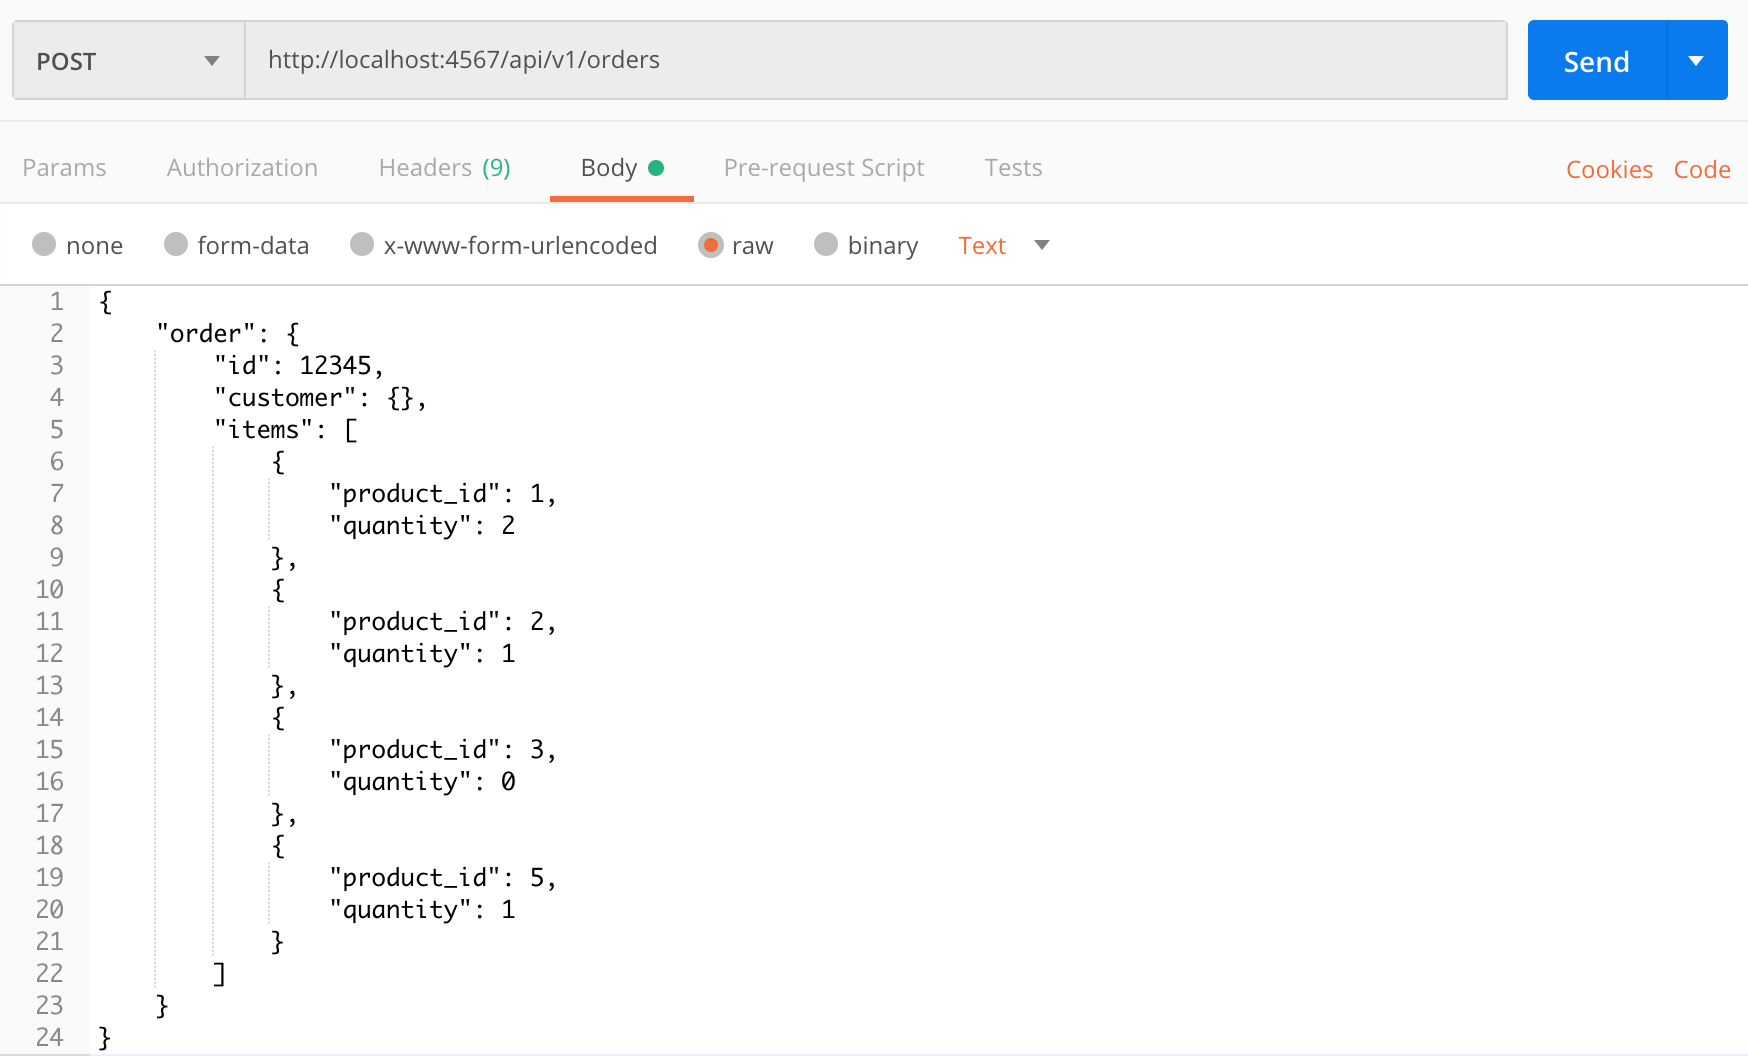 POST http://localhost:4567/api/v1/orders Send
Params Authorization Headers (9) Body Pre-request Script Tests Cookies Code
none form-data x-www-form-urlencoded raw binary Text
1 {
2     "order": {
3         "id": 12345,
4         "customer": {},
5         "items": [
6             {
7                 "product_id": 1,
8                 "quantity": 2
9             },
10             {
11                 "product_id": 2,
12                 "quantity": 1
13             },
14             {
15                 "product_id": 3,
16                 "quantity": 0
17             },
18             {
19                 "product_id": 5,
20                 "quantity": 1
21             }
22         ]
23     }
24 }